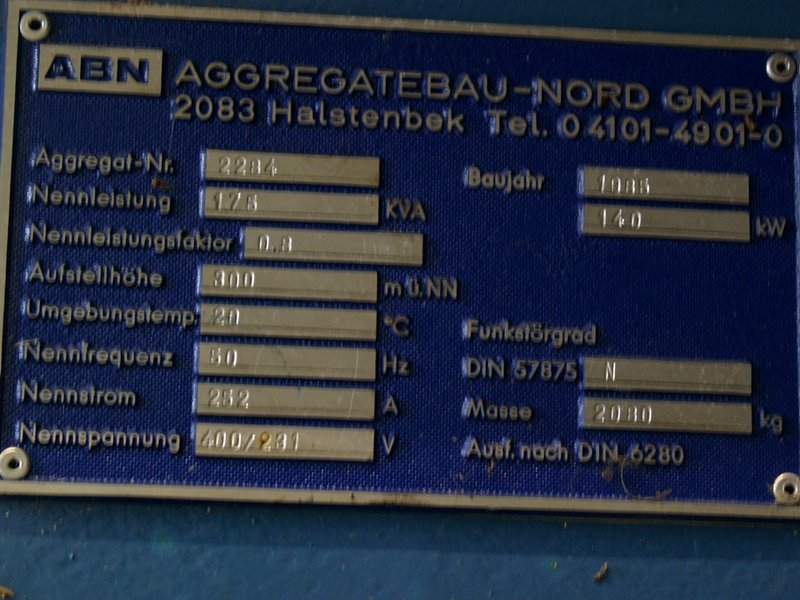 ABN AGGREGATEBAU-NORD GMBH
2083 Halstenbek Tel. 04101-4901-0
Aggregat-Nr. 2284
Nennleistung 175 KVA
Nennleistungsfaktor 0.8
Aufstellhöhe 300 m ü.NN
Umgebungstemp. 20 °C
Nennfrequenz 50 Hz
Nennstrom 252 A
Nennspannung 400/231 V
Baujahr 1986
140 kW
Funkstörgrad
DIN 57875 N
Masse 2080 kg
Ausf. nach DIN 6280